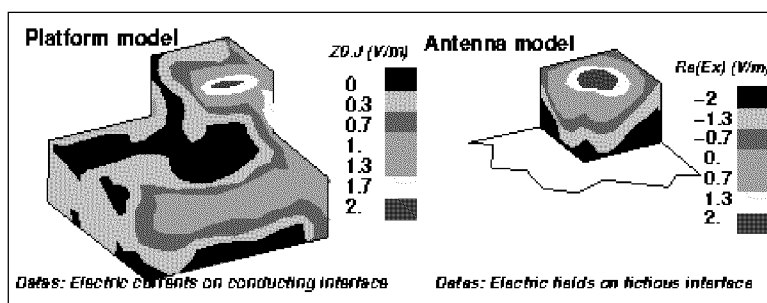 Platform model
Z0.J (V/m)
0
0.3
0.7
1.
1.3
1.7
2.
Datas: Electric currents on conducting interface
Antenna model
Re(Ex) (V/m)
-2
-1.3
-0.7
0.
0.7
1.3
2.
Datas: Electric fields on fictious interface